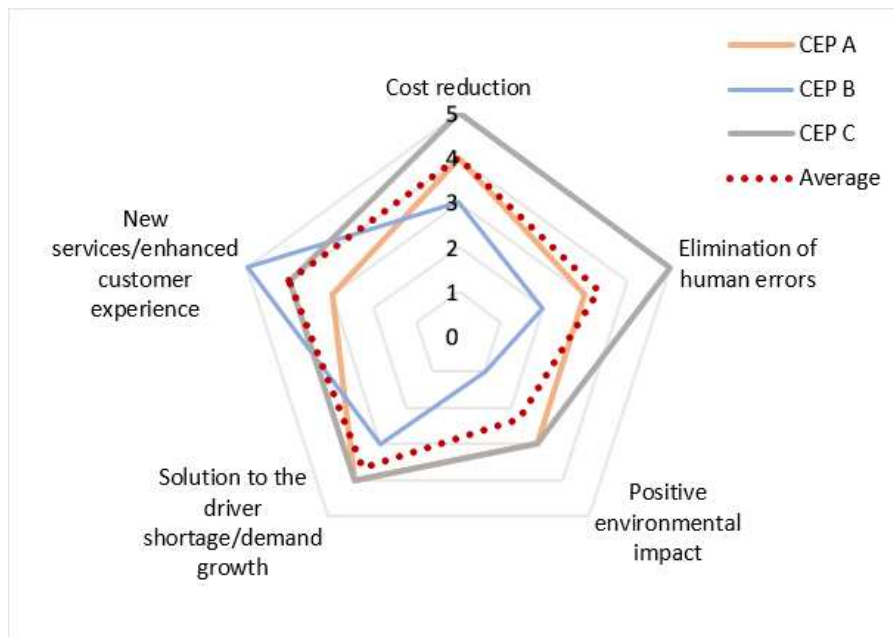 CEP A
CEP B
CEP C
Average
Cost reduction
5
4
3
2
1
0
New
services/enhanced
customer
experience
Elimination of
human errors
Solution to the
driver
shortage/demand
growth
Positive
environmental
impact